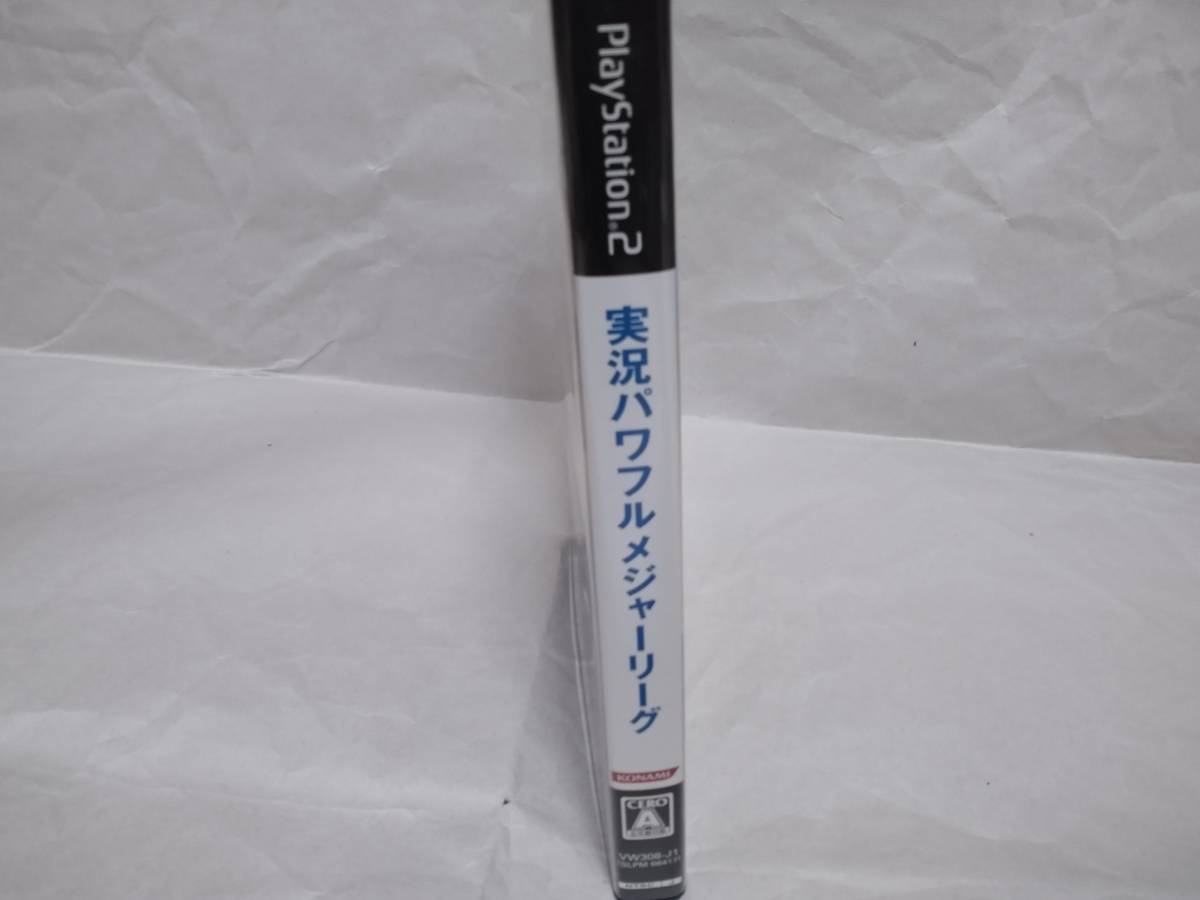 PlayStation®2
実況パワフルメジャーリーグ
KONAMI
CERO
A
VW308-J1
NTSC J